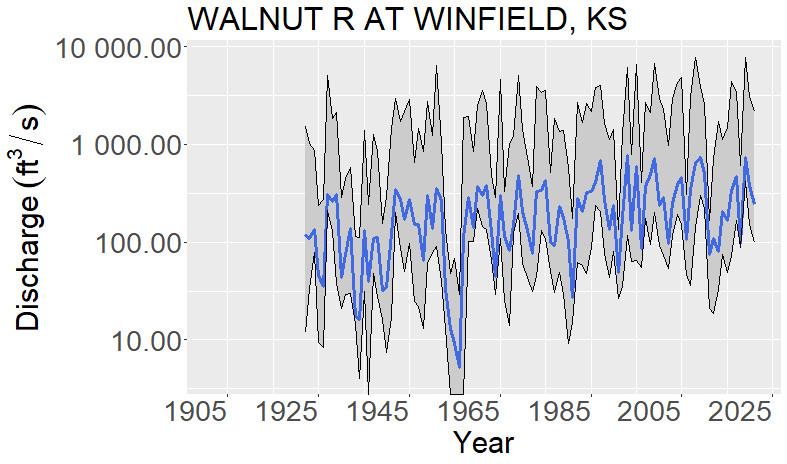 WALNUT R AT WINFIELD, KS
10 000.00
1 000.00
100.00
10.00
Discharge (ft³ / s)
1905 1925 1945 1965 1985 2005 2025
Year